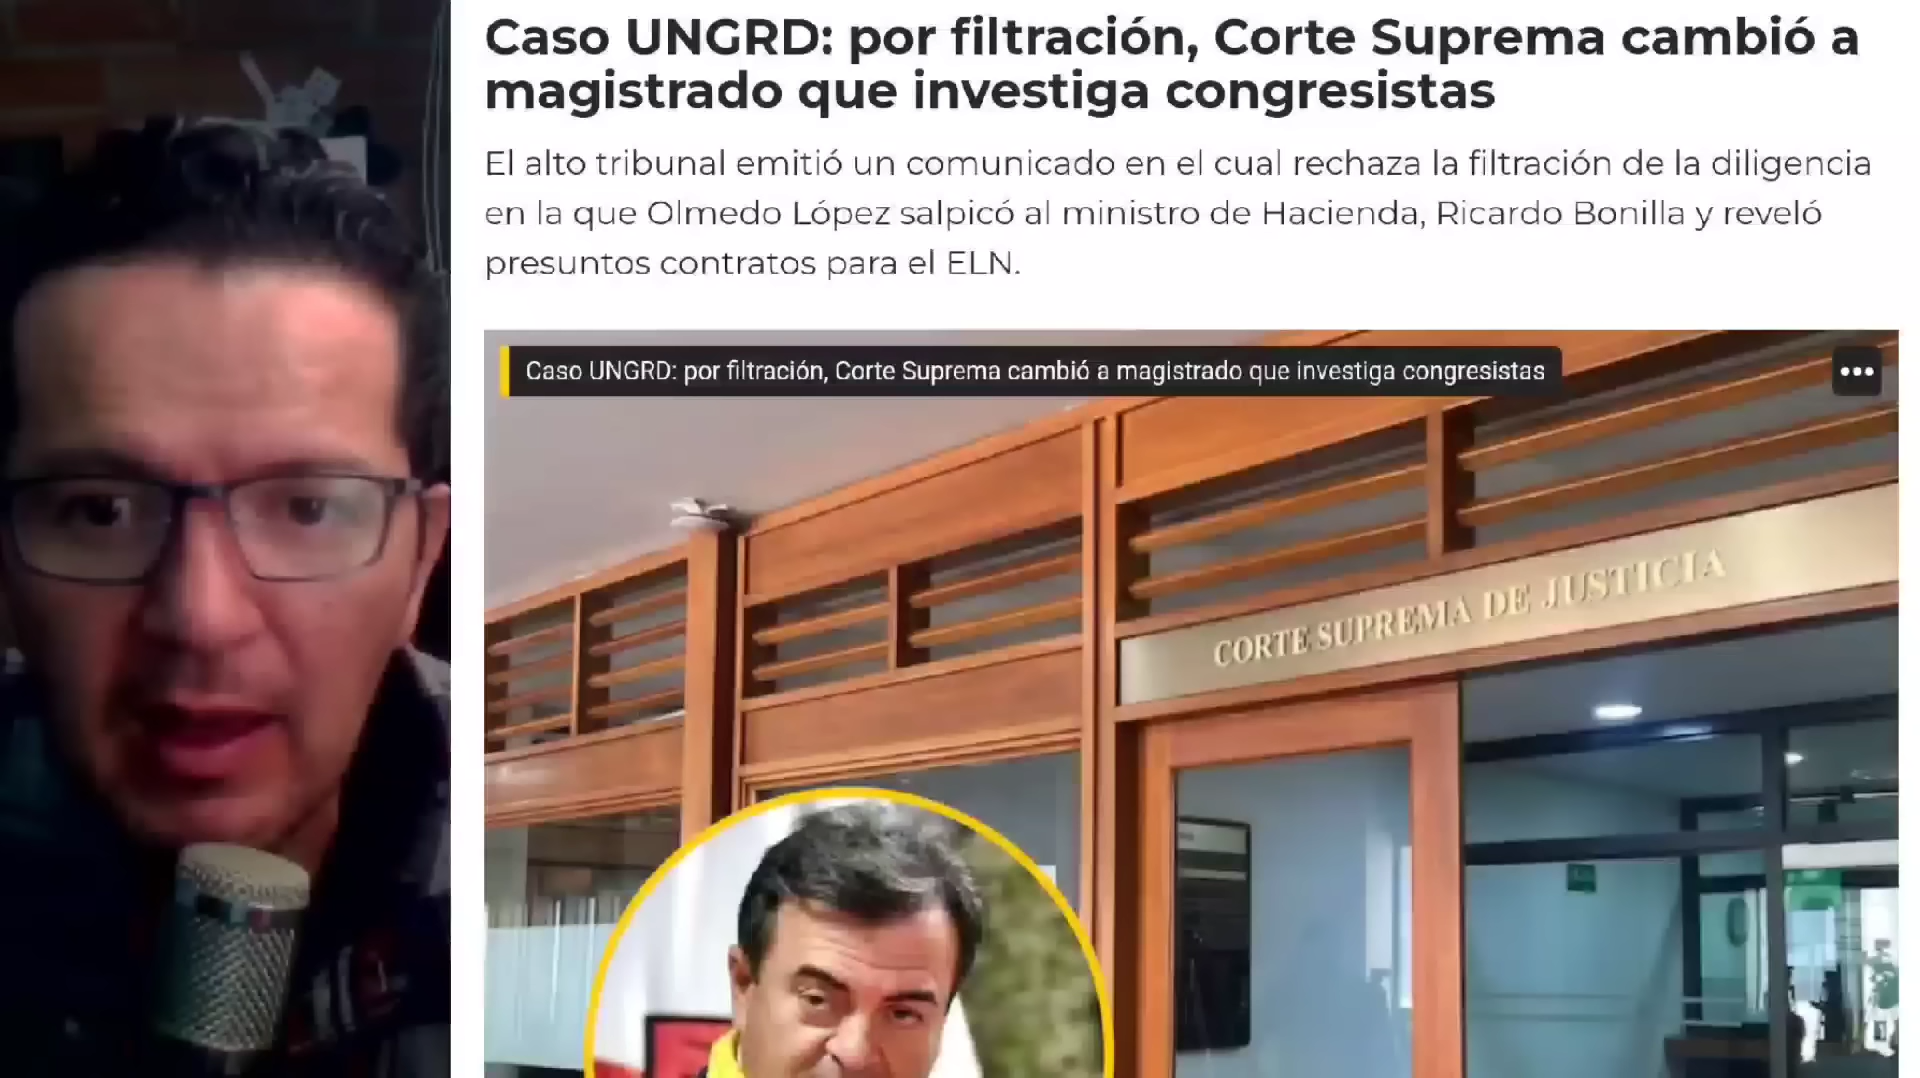 Caso UNGRD: por filtración, Corte Suprema cambió a
magistrado que investiga congresistas
El alto tribunal emitió un comunicado en el cual rechaza la filtración de la diligencia
en la que Olmedo López salpicó al ministro de Hacienda, Ricardo Bonilla y reveló
presuntos contratos para el ELN.
Caso UNGRD: por filtración, Corte Suprema cambió a magistrado que investiga congresistas
CORTE SUPREMA DE JUSTICIA